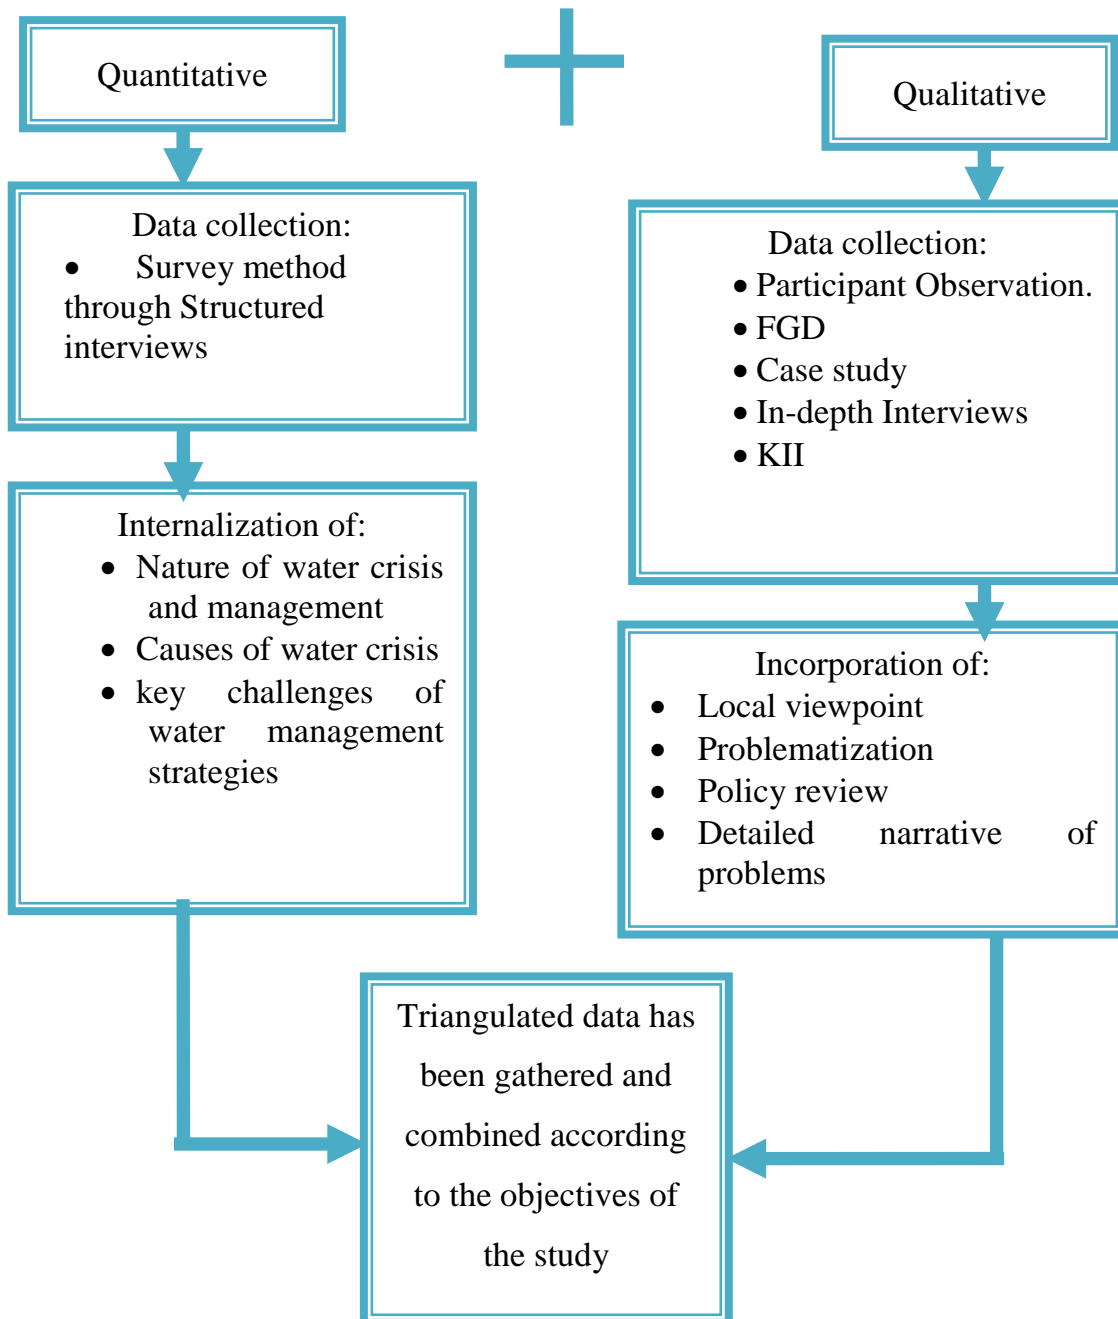 Quantitative
Qualitative
Data collection:
• Survey method
through Structured
interviews
Data collection:
• Participant Observation.
• FGD
• Case study
• In-depth Interviews
• KII
Internalization of:
• Nature of water crisis
and management
• Causes of water crisis
• key challenges of
water management
strategies
Incorporation of:
• Local viewpoint
• Problematization
• Policy review
• Detailed narrative of
problems
Triangulated data has
been gathered and
combined according
to the objectives of
the study